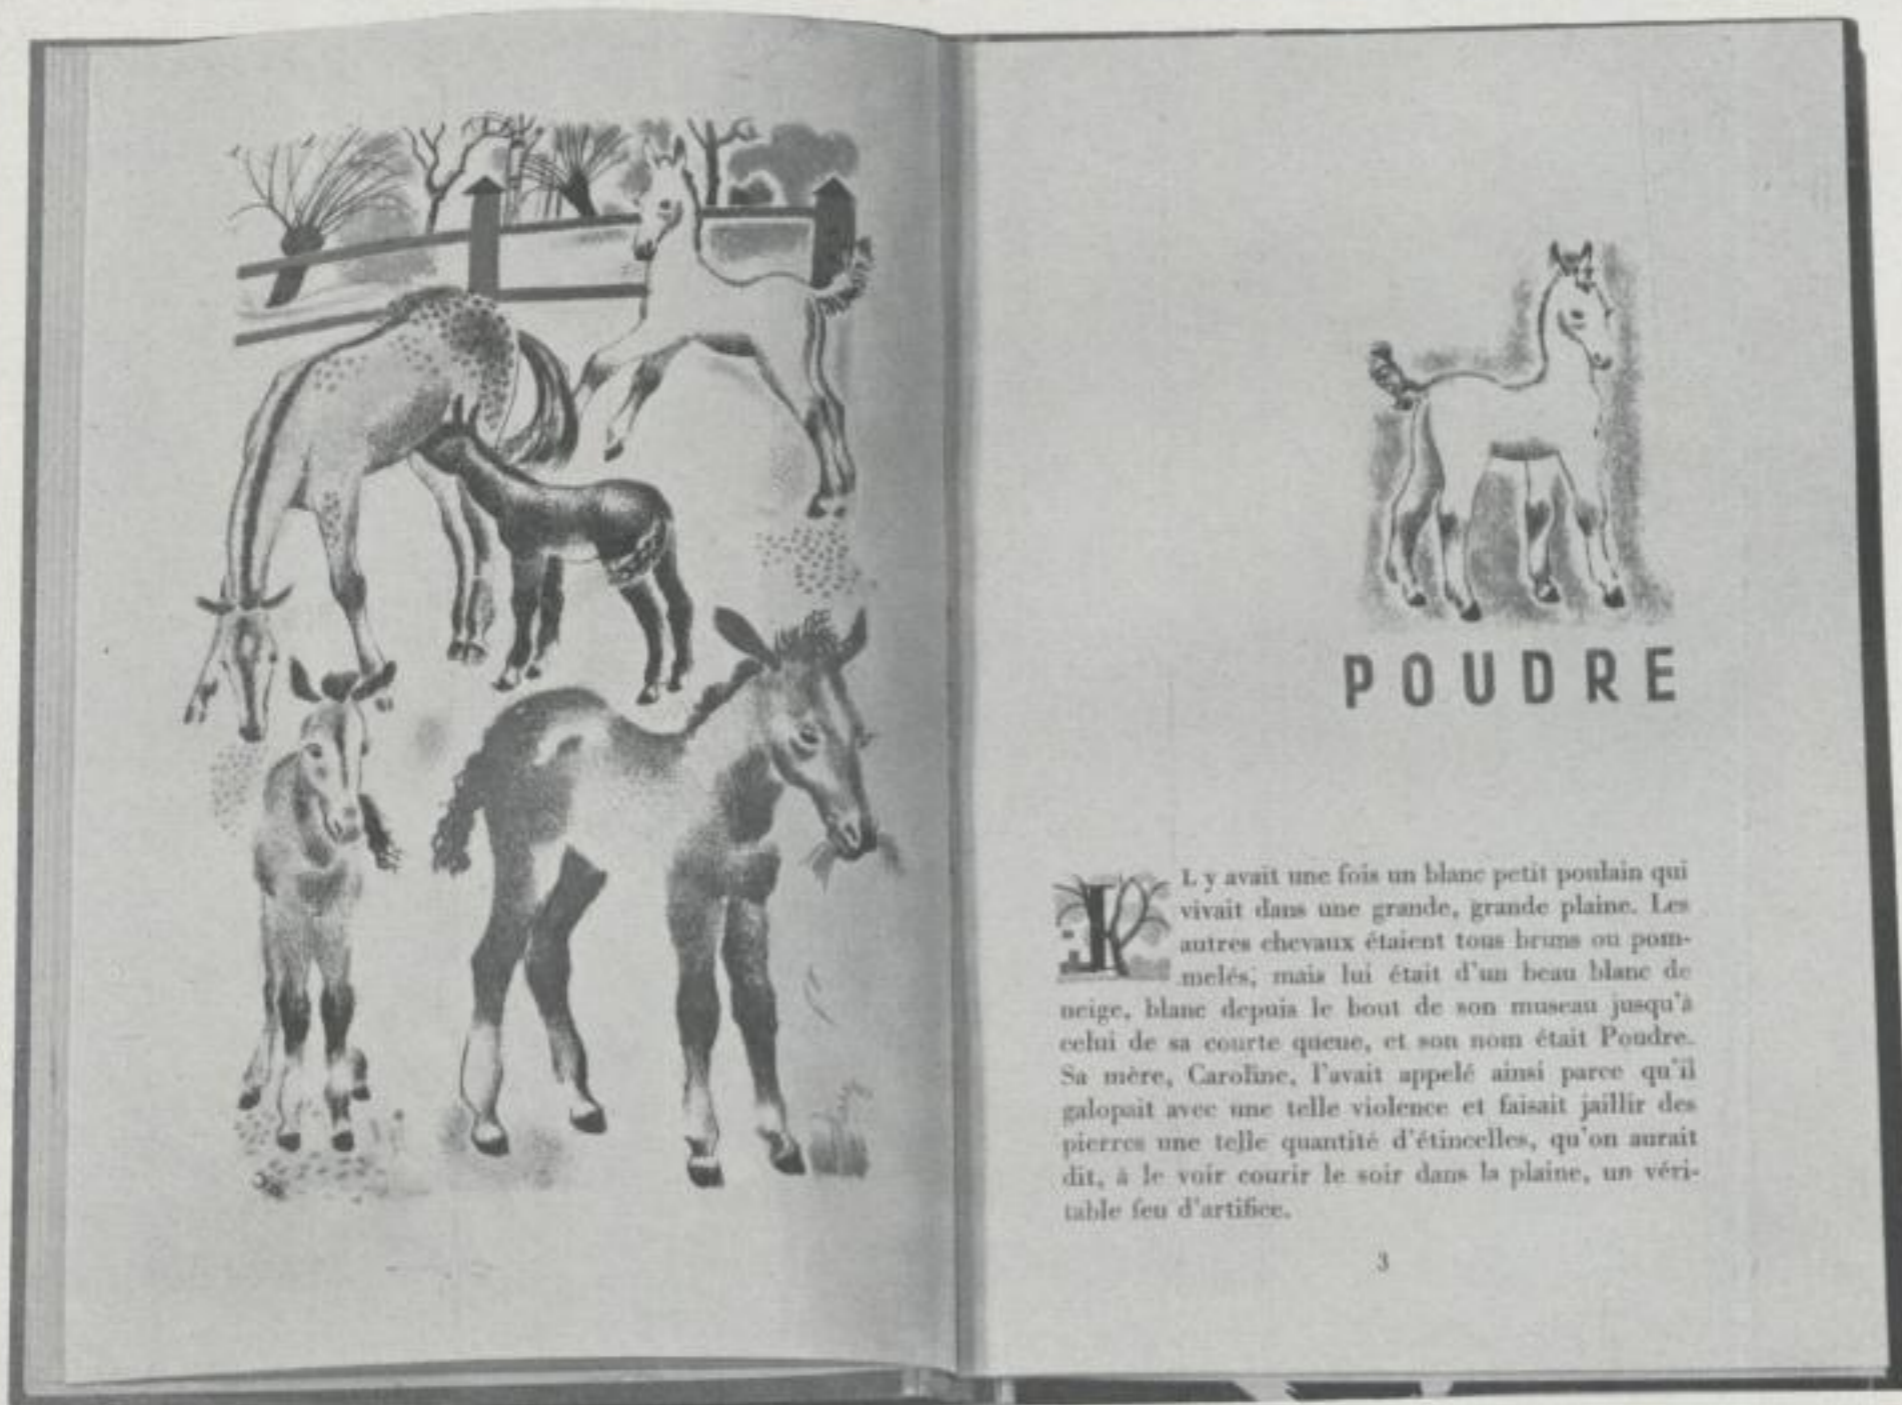 POUDRE
IL y avait une fois un blanc petit poulain qui
vivait dans une grande, grande plaine. Les
autres chevaux étaient tous bruns ou pom-
melés, mais lui était d'un beau blanc de
neige, blanc depuis le bout de son museau jusqu'à
celui de sa courte queue, et son nom était Poudre.
Sa mère, Caroline, l'avait appelé ainsi parce qu'il
galopait avec une telle violence et faisait jaillir des
pierres une telle quantité d'étincelles, qu'on aurait
dit, à le voir courir le soir dans la plaine, un véri-
table feu d'artifice.
3